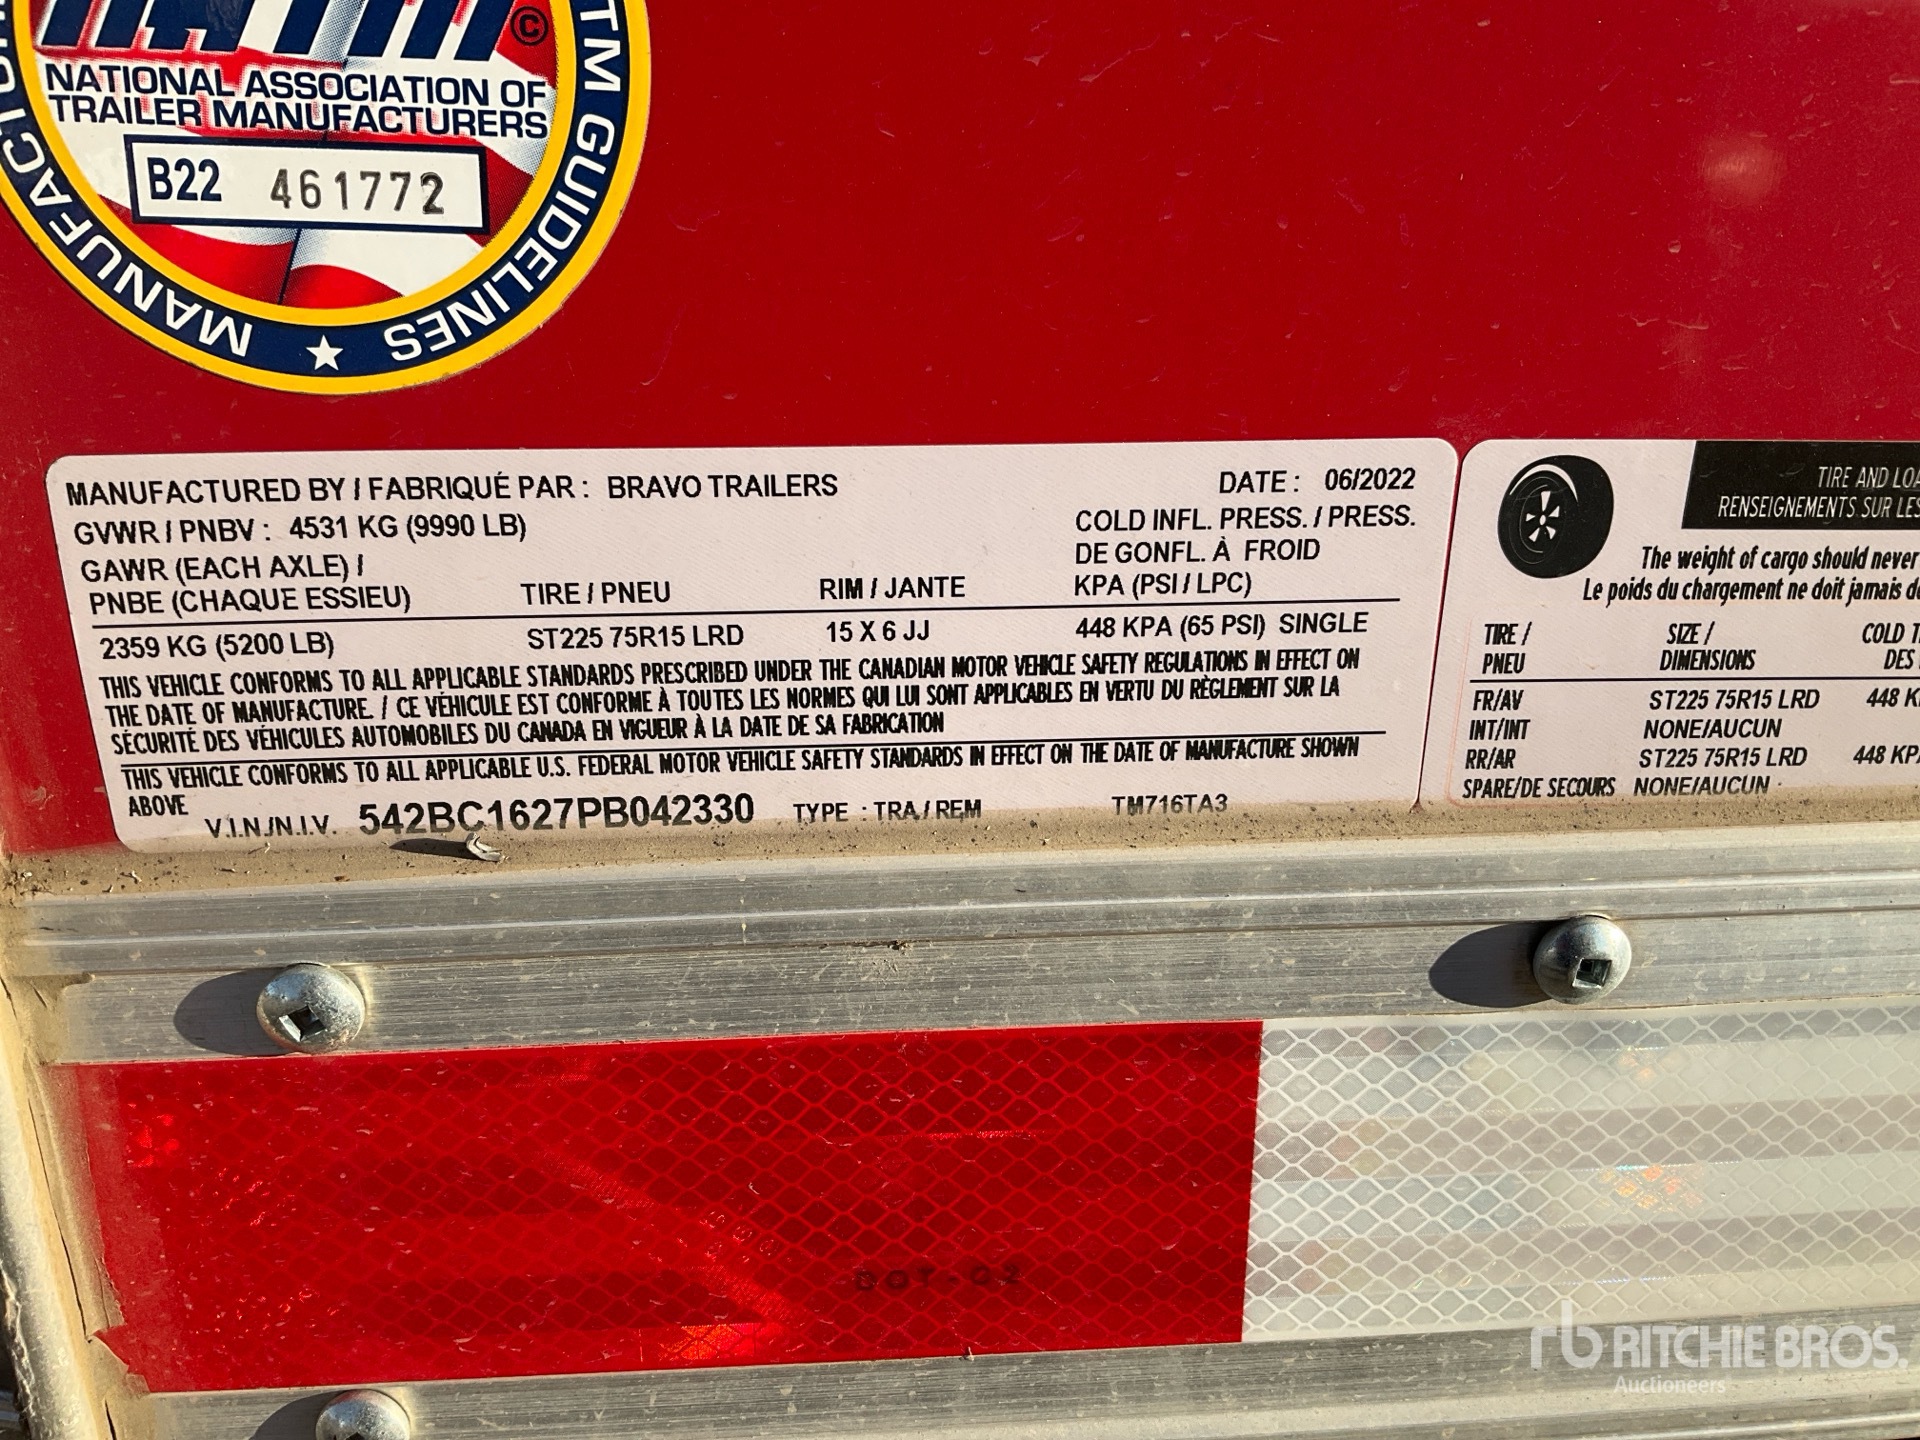 NATM ©
NATIONAL ASSOCIATION OF
TRAILER MANUFACTURERS
B22 461772
TM GUIDELINES ★ MANUFACTU
MANUFACTURED BY / FABRIQUÉ PAR : BRAVO TRAILERS DATE : 06/2022
GVWR / PNBV : 4531 KG (9990 LB)
GAWR (EACH AXLE) /
PNBE (CHAQUE ESSIEU) TIRE / PNEU RIM / JANTE
COLD INFL. PRESS. / PRESS.
DE GONFL. À FROID
KPA (PSI / LPC)
2359 KG (5200 LB) ST225 75R15 LRD 15 X 6 JJ 448 KPA (65 PSI) SINGLE
THIS VEHICLE CONFORMS TO ALL APPLICABLE STANDARDS PRESCRIBED UNDER THE CANADIAN MOTOR VEHICLE SAFETY REGULATIONS IN EFFECT ON
THE DATE OF MANUFACTURE. / CE VÉHICULE EST CONFORME À TOUTES LES NORMES QUI LUI SONT APPLICABLES EN VERTU DU RÈGLEMENT SUR LA
SÉCURITÉ DES VÉHICULES AUTOMOBILES DU CANADA EN VIGUEUR À LA DATE DE SA FABRICATION
THIS VEHICLE CONFORMS TO ALL APPLICABLE U.S. FEDERAL MOTOR VEHICLE SAFETY STANDARDS IN EFFECT ON THE DATE OF MANUFACTURE SHOWN
ABOVE
V.I.N./N.I.V. 542BC1627PB042330 TYPE : TRA / REM TM716TA3
TIRE AND LOA
RENSEIGNEMENTS SUR LES
The weight of cargo should never
Le poids du chargement ne doit jamais
TIRE / SIZE / COLD T
PNEU DIMENSIONS DES
FR/AV ST225 75R15 LRD 448 K
INT/INT NONE/AUCUN
RR/AR ST225 75R15 LRD 448 KP
SPARE/DE SECOURS NONE/AUCUN
DOT-C2
rb RITCHIE BROS.
Auctioneers